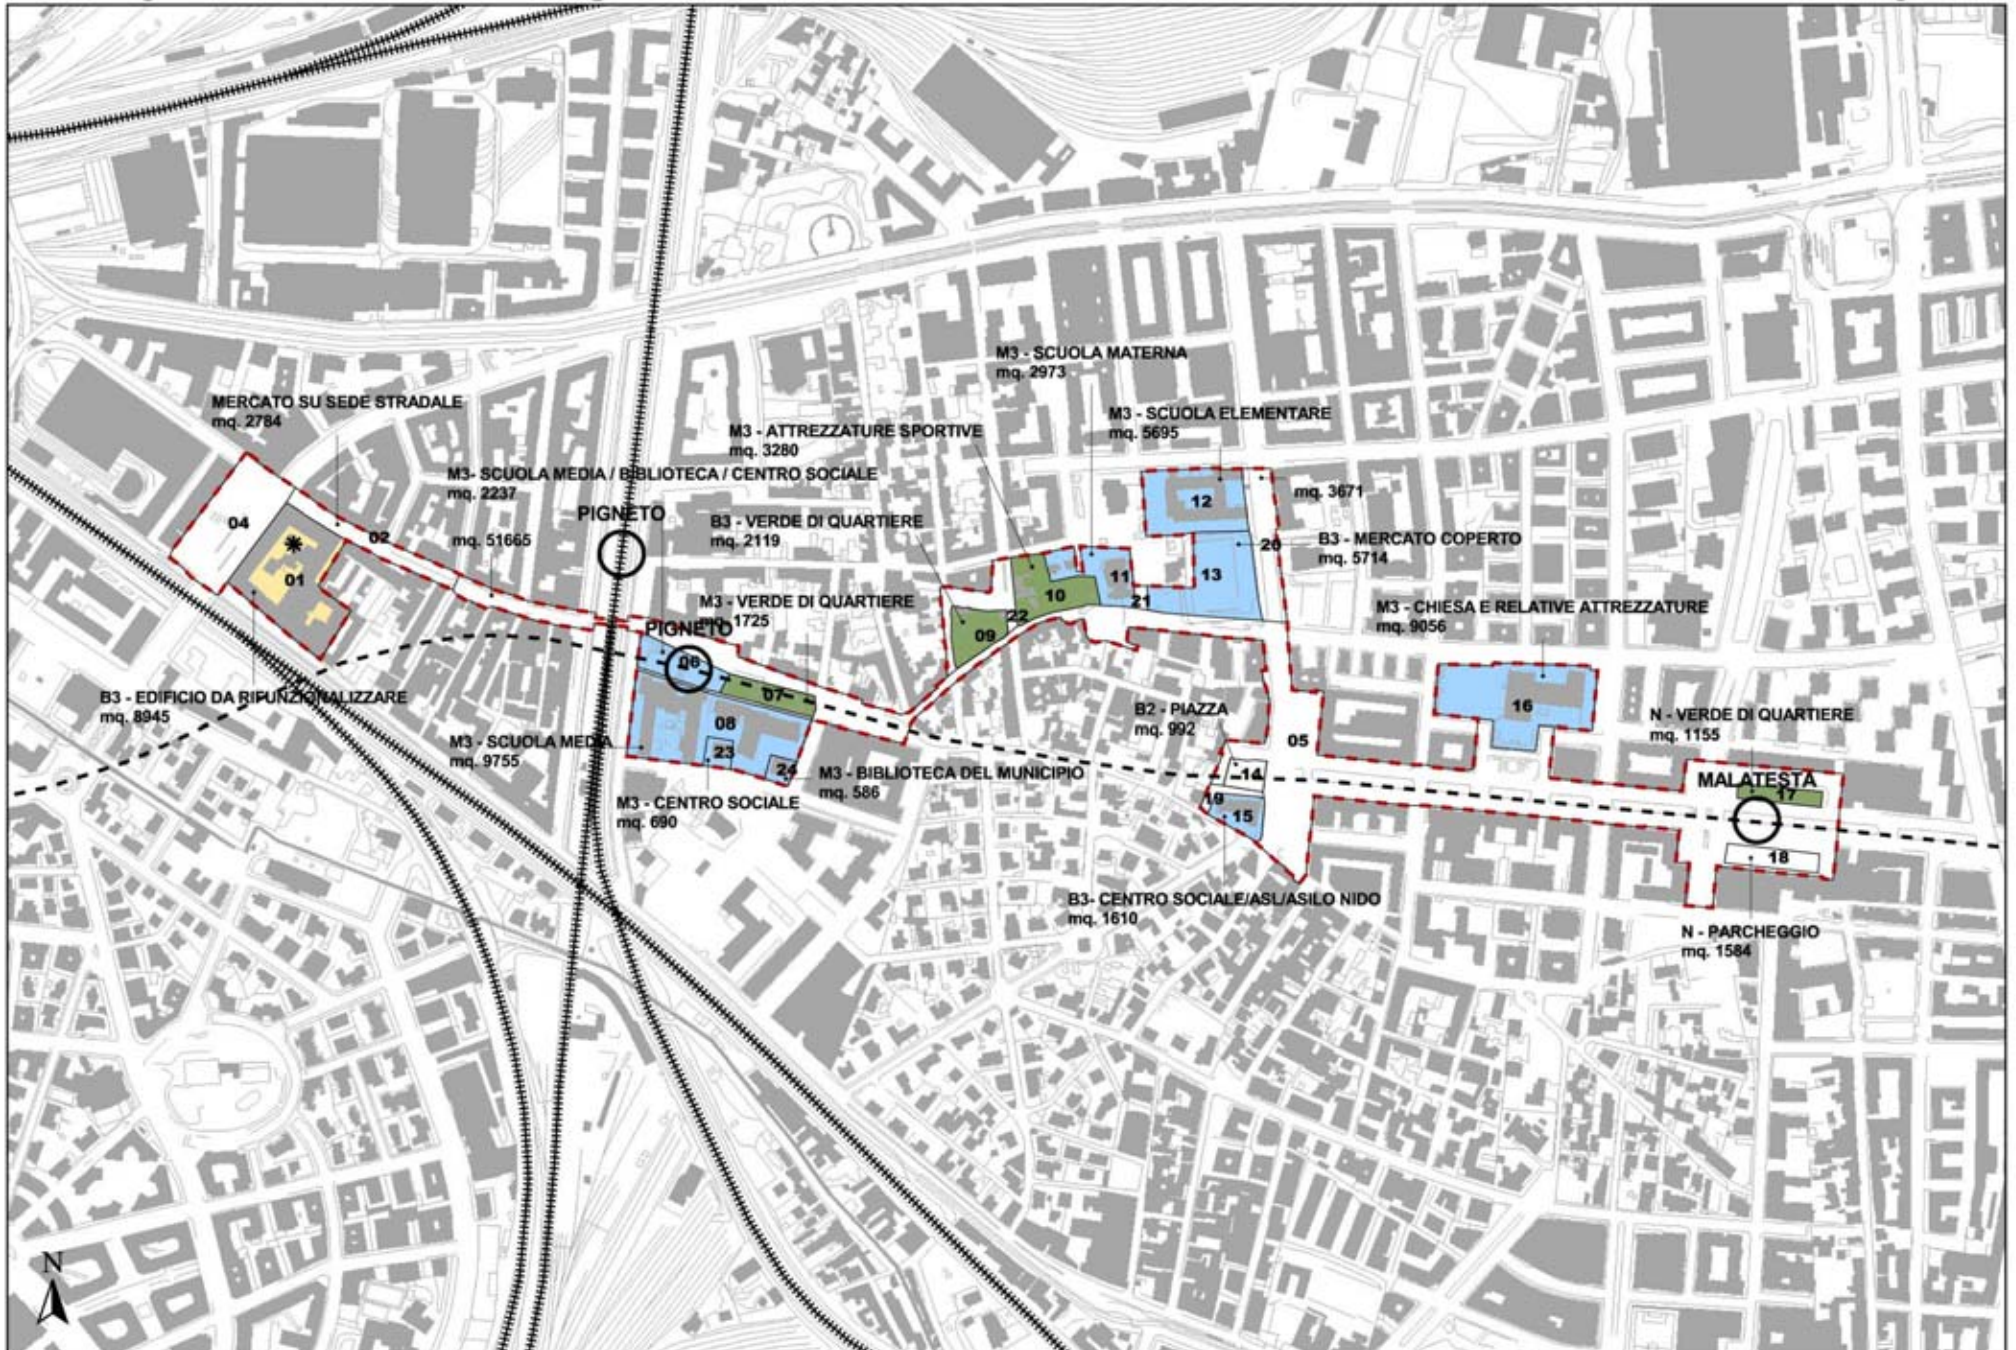 M3 - SCUOLA MATERNA
mq. 2973
MERCATO SU SEDE STRADALE
mq. 2784
M3 - SCUOLA ELEMENTARE
mq. 5695
M3 - ATTREZZATURE SPORTIVE
mq. 3280
M3- SCUOLA MEDIA / BIBLIOTECA / CENTRO SOCIALE
mq. 2237
mq. 3671
12
PIGNETO
04
02
mq. 51665
B3 - VERDE DI QUARTIERE
mq. 2119
20
B3 - MERCATO COPERTO
mq. 5714
01
11
13
10
21
22
09
M3 - VERDE DI QUARTIERE
mq. 1725
PIGNETO
06
07
M3 - CHIESA E RELATIVE ATTREZZATURE
mq. 9056
B3 - EDIFICIO DA RIFUNZIONALIZZARE
mq. 8945
08
16
B2 - PIAZZA
mq. 992
N - VERDE DI QUARTIERE
mq. 1155
M3 - SCUOLA MEDIA
mq. 9755
23
24
05
M3 - BIBLIOTECA DEL MUNICIPIO
mq. 586
14
MALATESTA
17
M3 - CENTRO SOCIALE
mq. 690
19
15
18
B3- CENTRO SOCIALE/ASL/ASILO NIDO
mq. 1610
N - PARCHEGGIO
mq. 1584
N